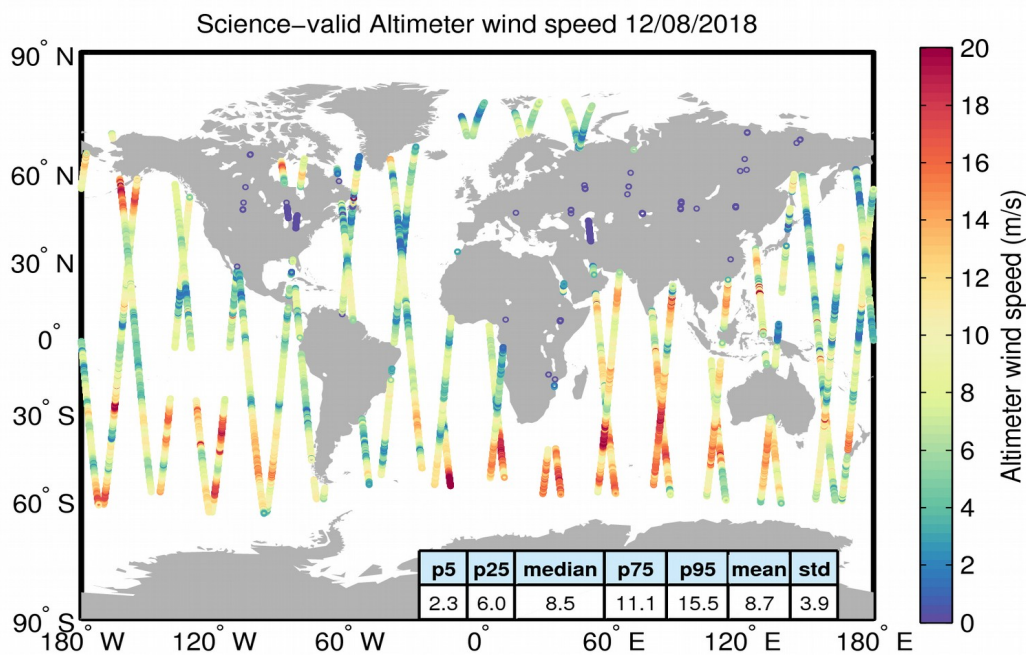 Science-valid Altimeter wind speed 12/08/2018
90° N
60° N
30° N
0°
30° S
60° S
90° S
180° W
120° W
60° W
0°
60° E
120° E
180° E
p5 p25 median p75 p95 mean std
2.3 6.0 8.5 11.1 15.5 8.7 3.9
20
18
16
14
12
10
8
6
4
2
0
Altimeter wind speed (m/s)